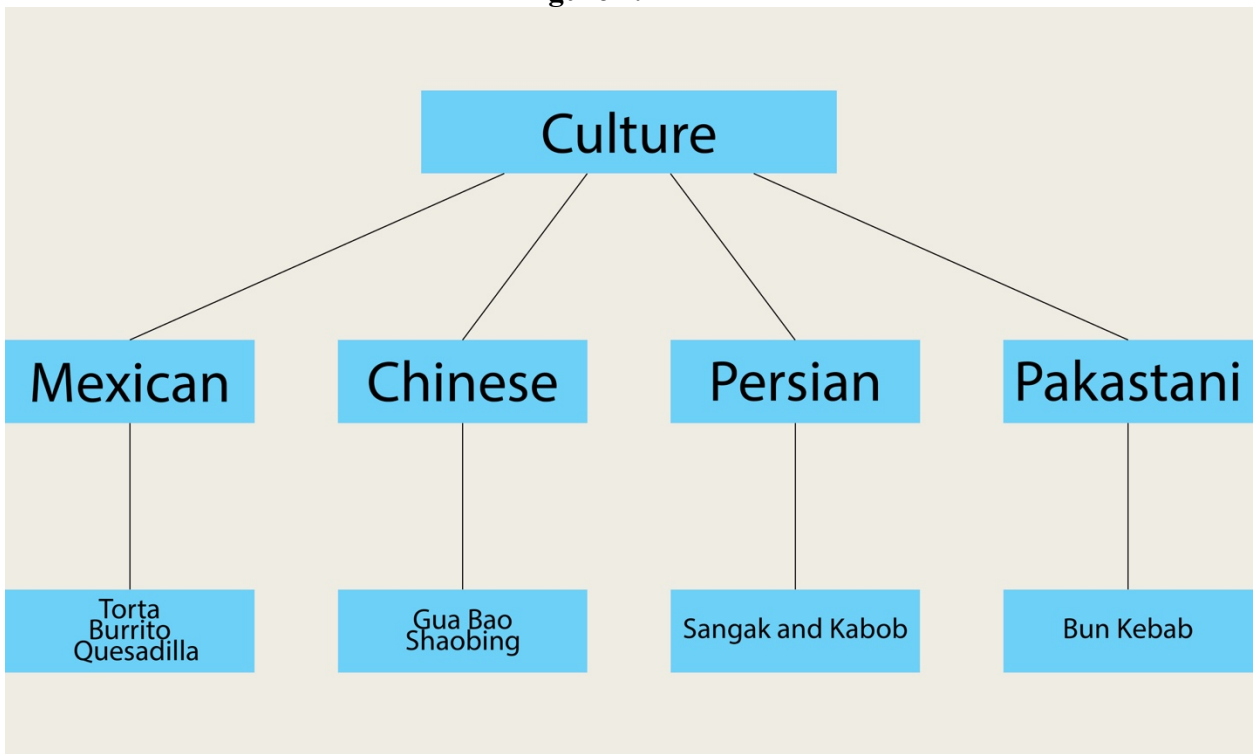 Culture
Mexican
Chinese
Persian
Pakastani
Torta
Burrito
Quesadilla
Gua Bao
Shaobing
Sangak and Kabob
Bun Kebab